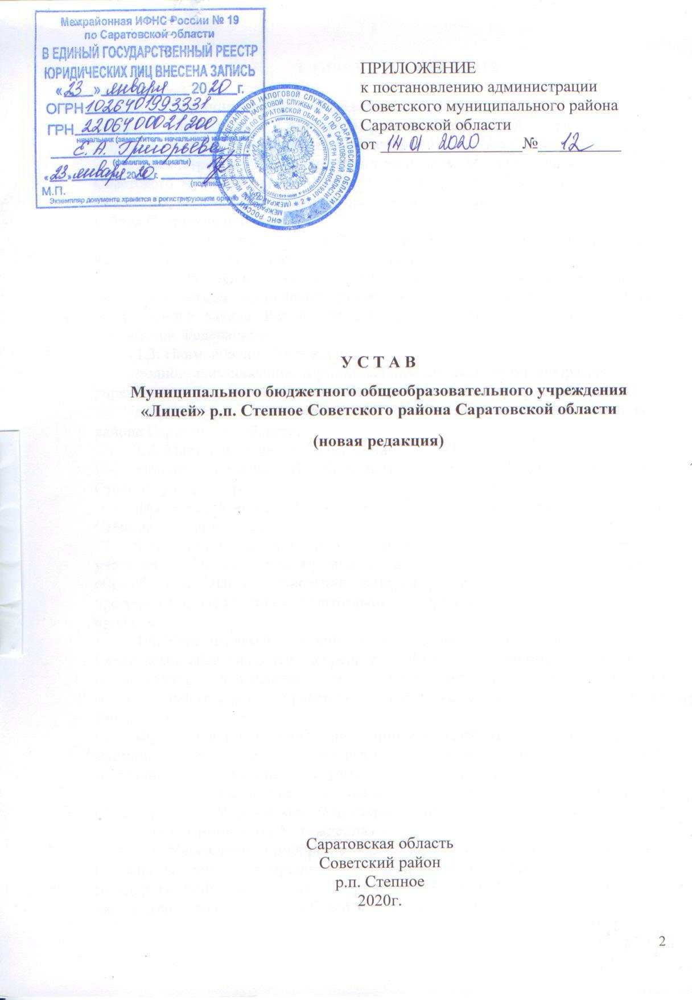 Межрайонная ИФНС России № 19
по Саратовской области
В ЕДИНЫЙ ГОСУДАРСТВЕННЫЙ РЕЕСТР
ЮРИДИЧЕСКИХ ЛИЦ ВНЕСЕНА ЗАПИСЬ
«23» января 2020г.
ОГРН 1026401993331
ГРН 2206400021200
начальник (заместитель начальника) инспекции
Е.А. Григорьева
(фамилия, инициалы)
«23» января 2020г.
(подпись)
М.П.
Экземпляр документа хранится в регистрирующем органе
ПРИЛОЖЕНИЕ
к постановлению администрации
Советского муниципального района
Саратовской области
от 14 01 2020 № 12
У С Т А В
Муниципального бюджетного общеобразовательного учреждения
«Лицей» р.п. Степное Советского района Саратовской области
(новая редакция)
Саратовская область
Советский район
р.п. Степное
2020г.
2